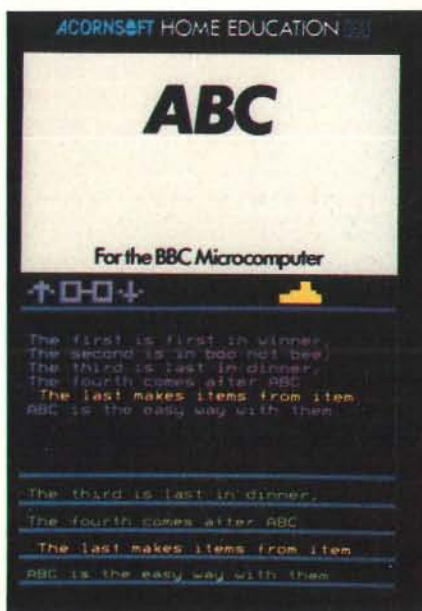 ACORNSOFT HOME EDUCATION
ABC
For the BBC Microcomputer
The first is first in winner,
The second is in boo not bee)
The third is last in dinner,
The fourth comes after ABC
The last makes items from item
ABC is the easy way with them
The third is last in dinner,
The fourth comes after ABC
The last makes items from item
ABC is the easy way with them